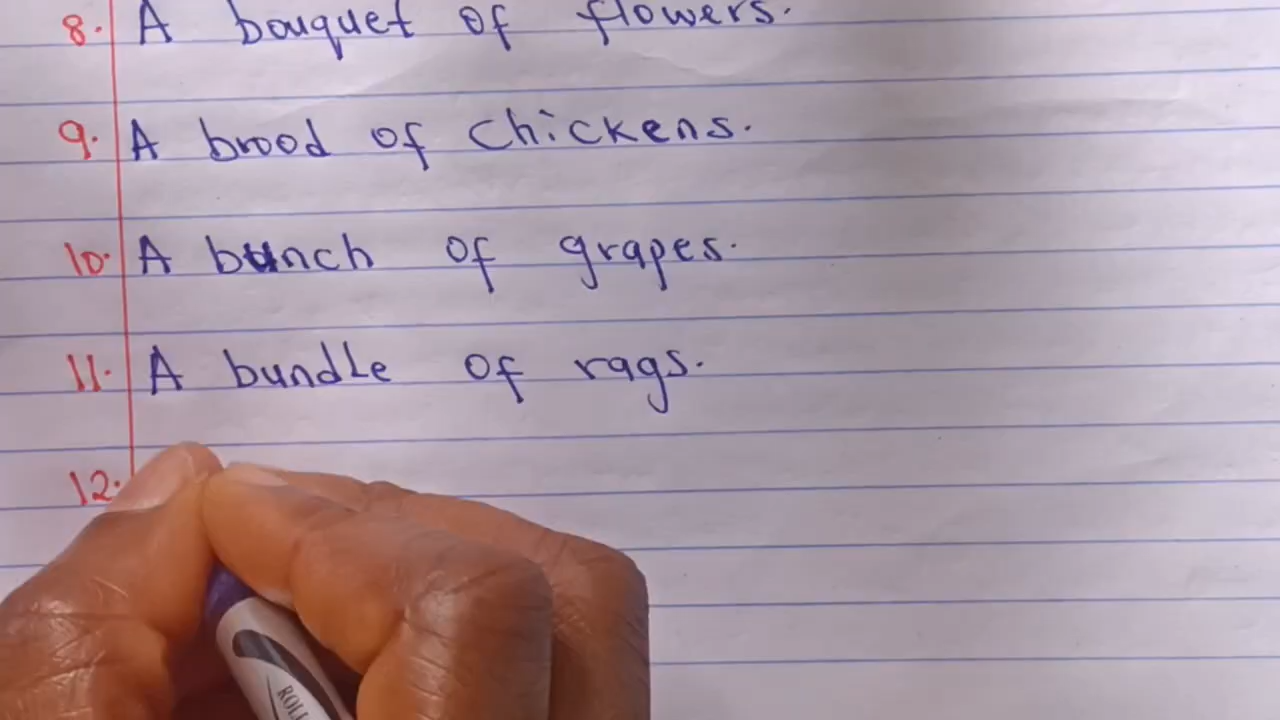 8. A bouquet of flowers.
9. A brood of chickens.
10. A bunch of grapes.
11. A bundle of rags.
12.